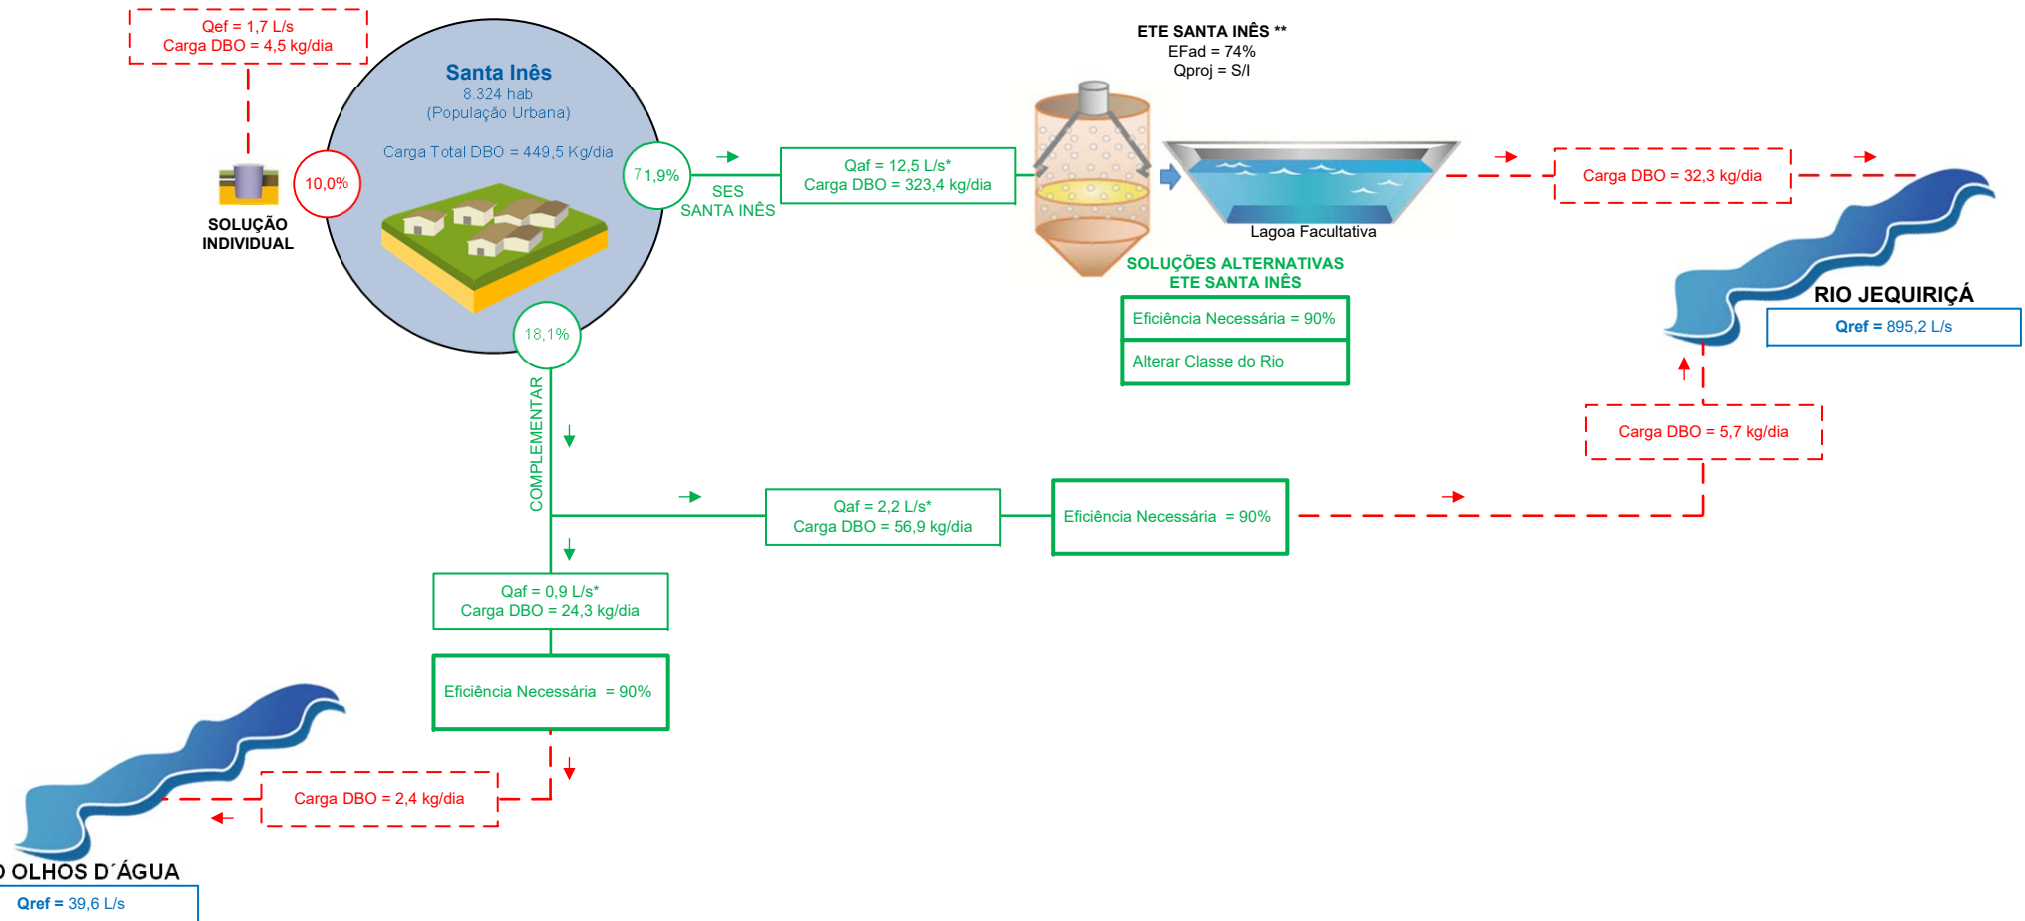 Qef = 1,7 L/s
Carga DBO = 4,5 kg/dia
SOLUÇÃO
INDIVIDUAL
10,0%
Santa Inês
8.324 hab
(População Urbana)
Carga Total DBO = 449,5 Kg/dia
71,9%
SES
SANTA INÊS
Qaf = 12,5 L/s*
Carga DBO = 323,4 kg/dia
ETE SANTA INÊS **
EFad = 74%
Qproj = S/I
Lagoa Facultativa
SOLUÇÕES ALTERNATIVAS
ETE SANTA INÊS
Eficiência Necessária = 90%
Alterar Classe do Rio
Carga DBO = 32,3 kg/dia
RIO JEQUIRIÇÁ
Qref = 895,2 L/s
18,1%
COMPLEMENTAR
Carga DBO = 5,7 kg/dia
Qaf = 2,2 L/s*
Carga DBO = 56,9 kg/dia
Eficiência Necessária = 90%
Qaf = 0,9 L/s*
Carga DBO = 24,3 kg/dia
Eficiência Necessária = 90%
Carga DBO = 2,4 kg/dia
OLHOS D´ÁGUA
Qref = 39,6 L/s